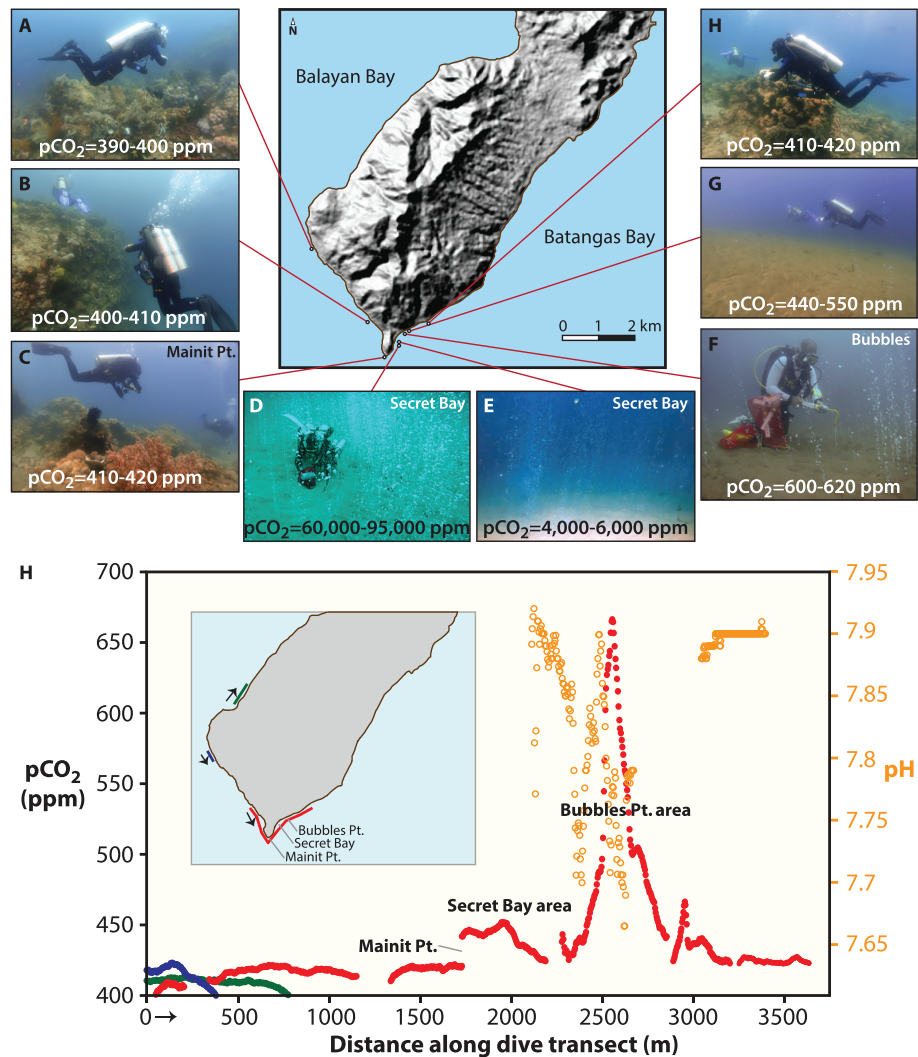 A
pCO2=390-400 ppm
B
pCO2=400-410 ppm
C
Mainit Pt.
pCO2=410-420 ppm
N
Balayan Bay
Batangas Bay
0 1 2 km
H
pCO2=410-420 ppm
G
pCO2=440-550 ppm
F
Bubbles
pCO2=600-620 ppm
D
Secret Bay
pCO2=60,000-95,000 ppm
E
Secret Bay
pCO2=4,000-6,000 ppm
H
700
650
600
550
500
450
400
pCO2
(ppm)
7.95
7.9
7.85
7.8
7.75
7.7
7.65
pH
Bubbles Pt.
Secret Bay
Mainit Pt.
Bubbles Pt. area
Secret Bay area
Mainit Pt.
0 → 500 1000 1500 2000 2500 3000 3500
Distance along dive transect (m)